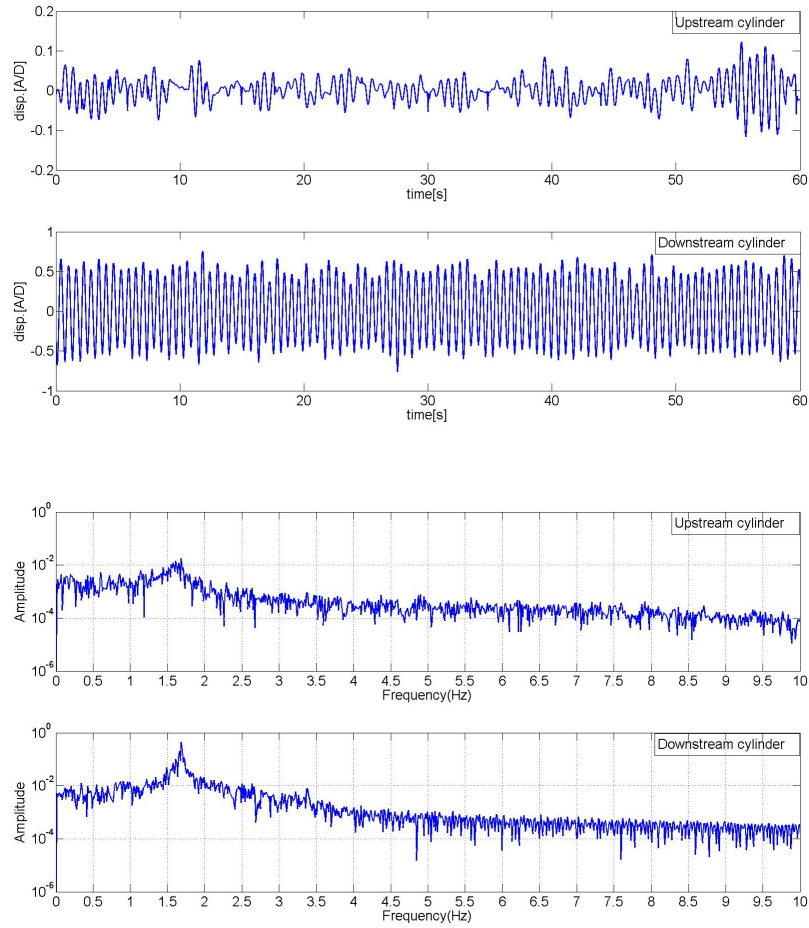 Upstream cylinder
disp.[A/D]
0.2
0.1
0
-0.1
-0.2
0 10 20 30 40 50 60
time[s]
Downstream cylinder
disp.[A/D]
1
0.5
0
-0.5
-1
0 10 20 30 40 50 60
time[s]
Upstream cylinder
Amplitude
10^0
10^-2
10^-4
10^-6
0 0.5 1 1.5 2 2.5 3 3.5 4 4.5 5 5.5 6 6.5 7 7.5 8 8.5 9 9.5 10
Frequency(Hz)
Downstream cylinder
Amplitude
10^0
10^-2
10^-4
10^-6
0 0.5 1 1.5 2 2.5 3 3.5 4 4.5 5 5.5 6 6.5 7 7.5 8 8.5 9 9.5 10
Frequency(Hz)